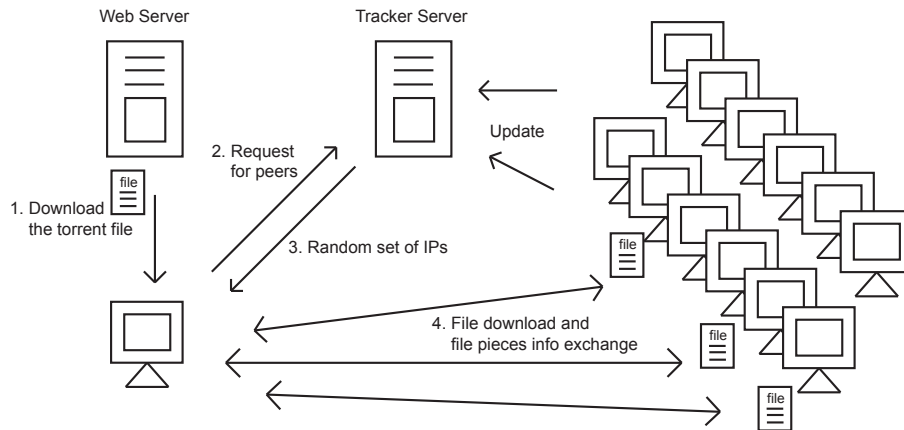 Web Server
Tracker Server
Update
2. Request
for peers
file
1. Download
the torrent file
3. Random set of IPs
file
4. File download and
file pieces info exchange
file
file